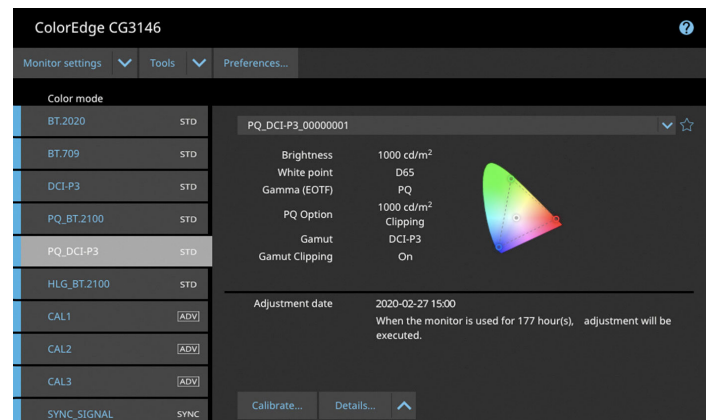 ColorEdge CG3146
?
Monitor settings Tools Preferences...
Color mode
BT.2020 STD
BT.709 STD
DCI-P3 STD
PQ_BT.2100 STD
PQ_DCI-P3 STD
HLG_BT.2100 STD
CAL1 ADV
CAL2 ADV
CAL3 ADV
SYNC_SIGNAL SYNC
PQ_DCI-P3_00000001
Brightness 1000 cd/m²
White point D65
Gamma (EOTF) PQ
PQ Option 1000 cd/m²
Clipping
Gamut DCI-P3
Gamut Clipping On
Adjustment date 2020-02-27 15:00
When the monitor is used for 177 hour(s), adjustment will be
executed.
Calibrate... Details...